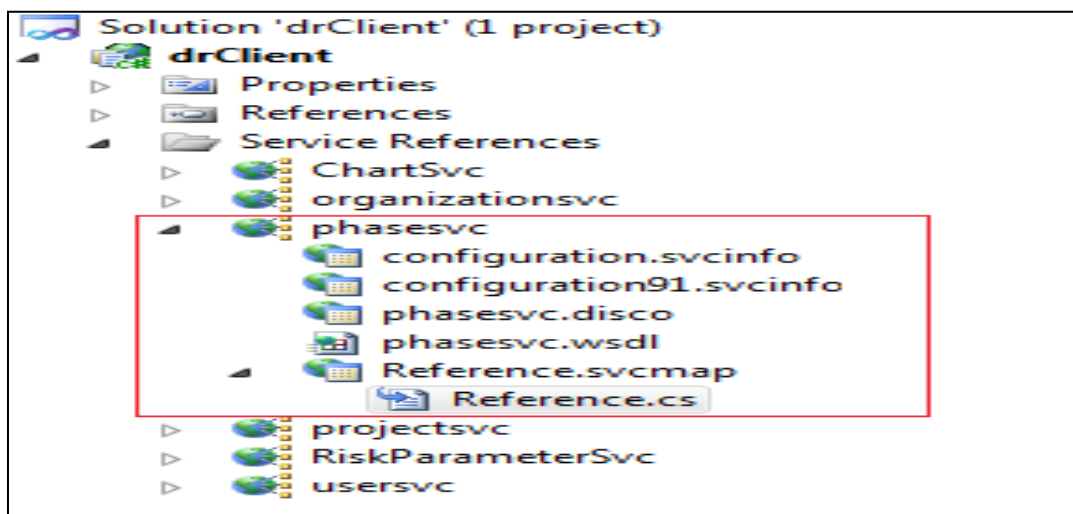 Solution 'drClient' (1 project)
drClient
Properties
References
Service References
ChartSvc
organizationsvc
phasesvc
configuration.svcinfo
configuration91.svcinfo
phasesvc.disco
phasesvc.wsdl
Reference.svcmap
Reference.cs
projectsvc
RiskParameterSvc
usersvc